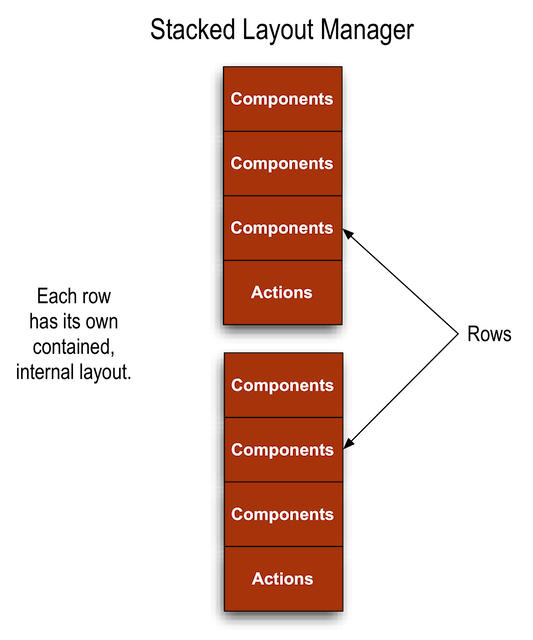 Stacked Layout Manager
Components
Components
Components
Actions
Each row
has its own
contained,
internal layout.
Rows
Components
Components
Components
Actions